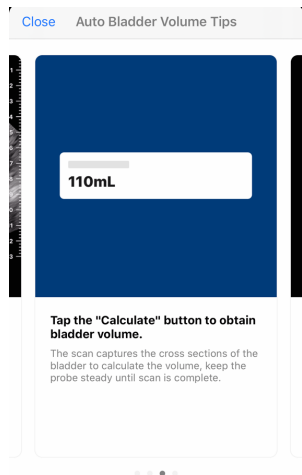 Close Auto Bladder Volume Tips
110mL
Tap the "Calculate" button to obtain
bladder volume.
The scan captures the cross sections of the
bladder to calculate the volume, keep the
probe steady until scan is complete.